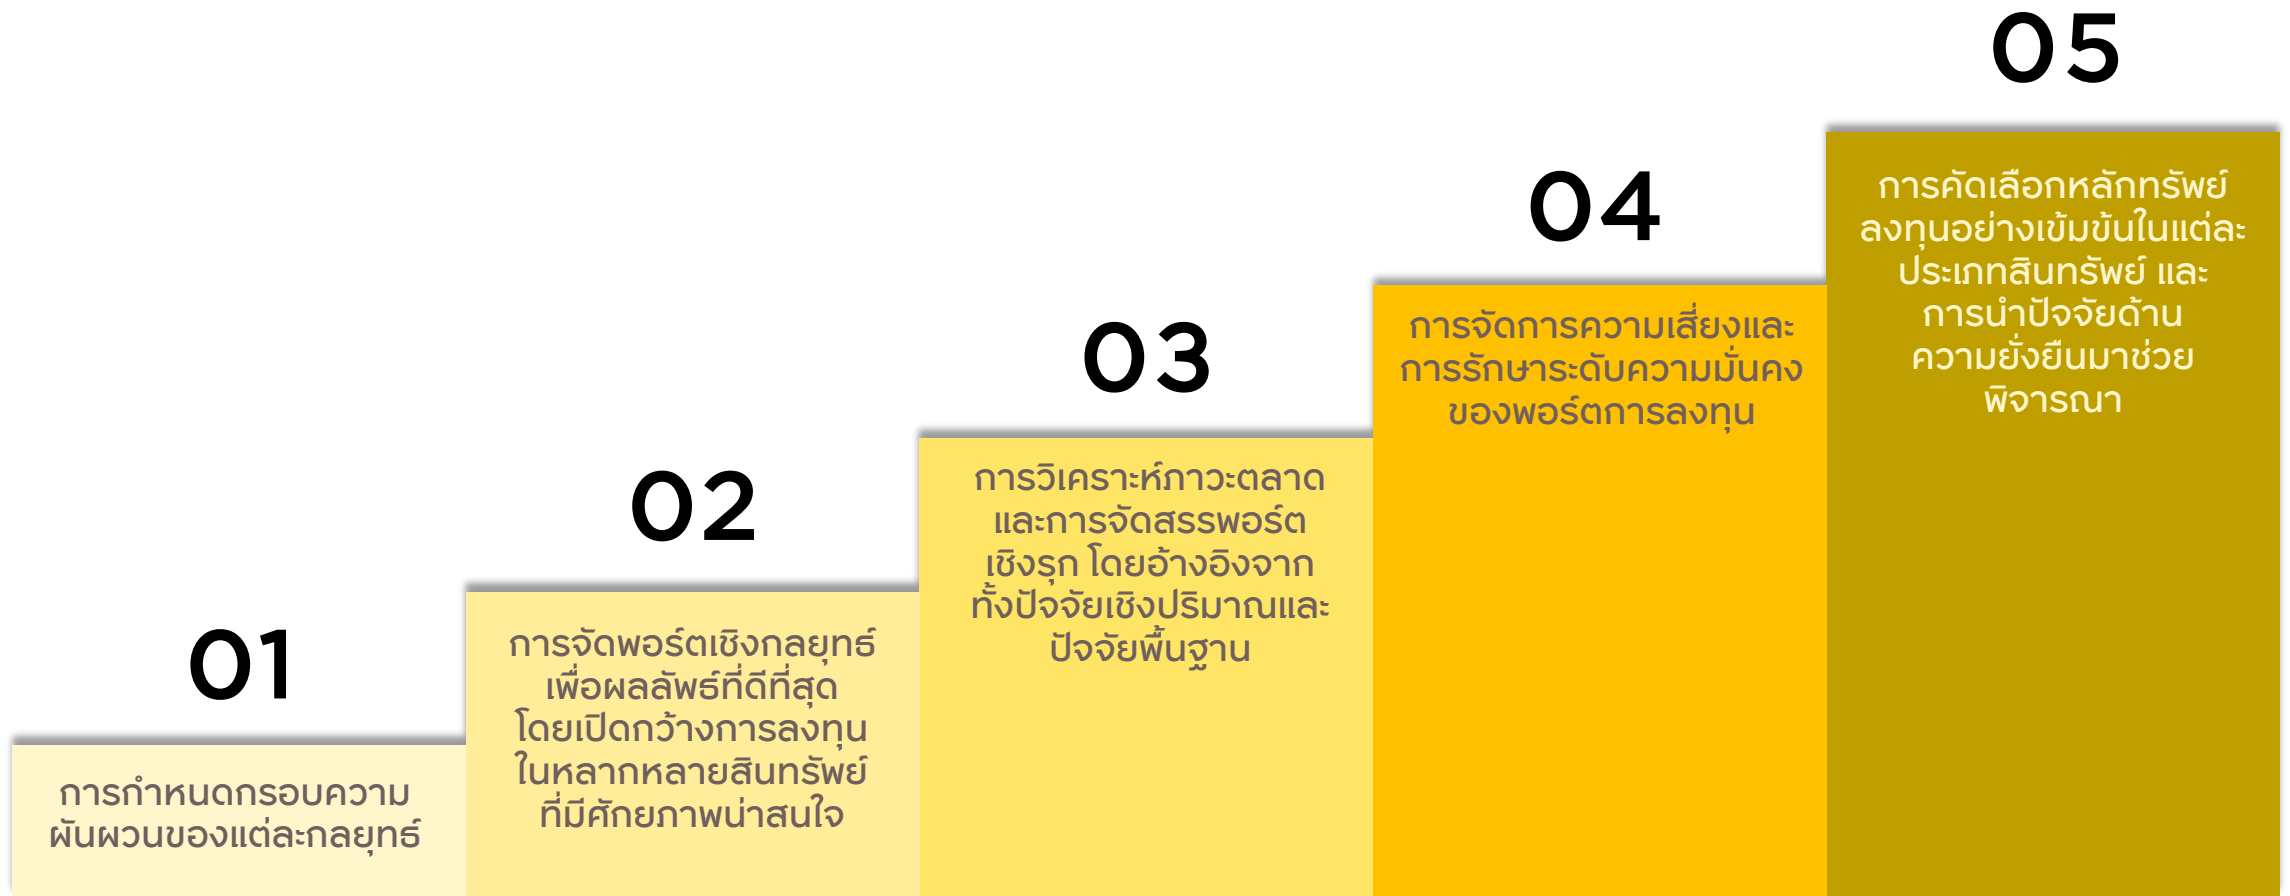 01
การกำหนดกรอบความ
ผันผวนของแต่ละกลยุทธ์
02
การจัดพอร์ตเชิงกลยุทธ์
เพื่อผลลัพธ์ที่ดีที่สุด
โดยเปิดกว้างการลงทุน
ในหลากหลายสินทรัพย์
ที่มีศักยภาพน่าสนใจ
03
การวิเคราะห์ภาวะตลาด
และการจัดสรรพอร์ต
เชิงรุก โดยอ้างอิงจาก
ทั้งปัจจัยเชิงปริมาณและ
ปัจจัยพื้นฐาน
04
การจัดการความเสี่ยงและ
การรักษาระดับความมั่นคง
ของพอร์ตการลงทุน
05
การคัดเลือกหลักทรัพย์
ลงทุนอย่างเข้มข้นในแต่ละ
ประเภทสินทรัพย์ และ
การนำปัจจัยด้าน
ความยั่งยืนมาช่วย
พิจารณา